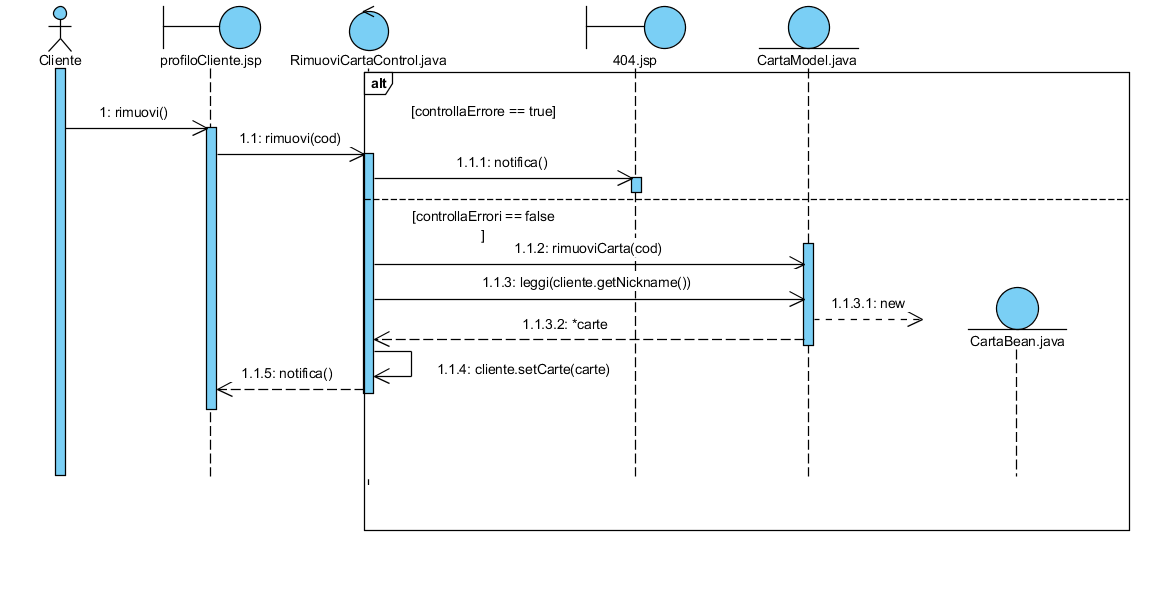 Cliente
profiloCliente.jsp
RimuoviCartaControl.java
404.jsp
CartaModel.java
alt
[controllaErrore == true]
1: rimuovi()
1.1: rimuovi(cod)
1.1.1: notifica()
[controllaErrori == false
]
1.1.2: rimuoviCarta(cod)
1.1.3: leggi(cliente.getNickname())
1.1.3.1: new
1.1.3.2: *carte
CartaBean.java
1.1.4: cliente.setCarte(carte)
1.1.5: notifica()